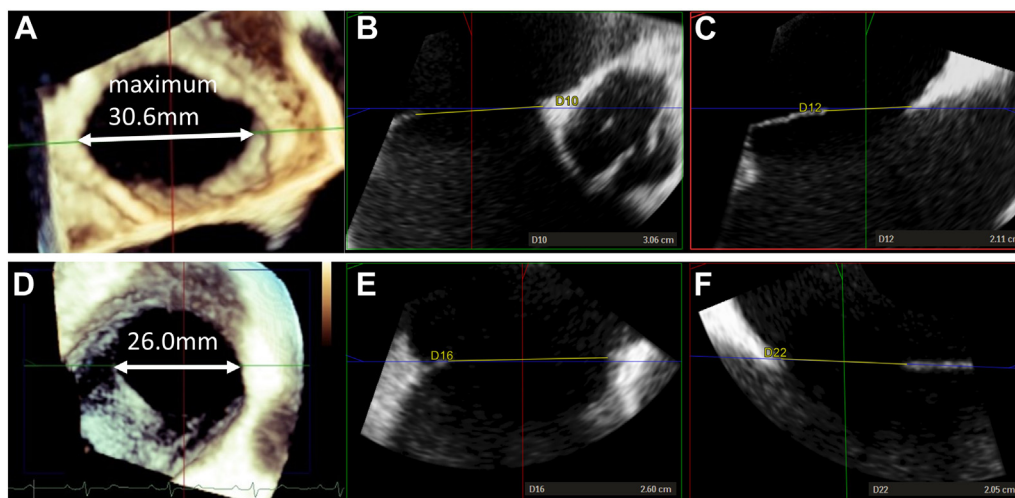 A
maximum
30.6mm
B
D10
D10
3.06 cm
C
D12
D12
2.11 cm
D
26.0mm
E
D16
D16
2.60 cm
F
D22
D22
2.05 cm